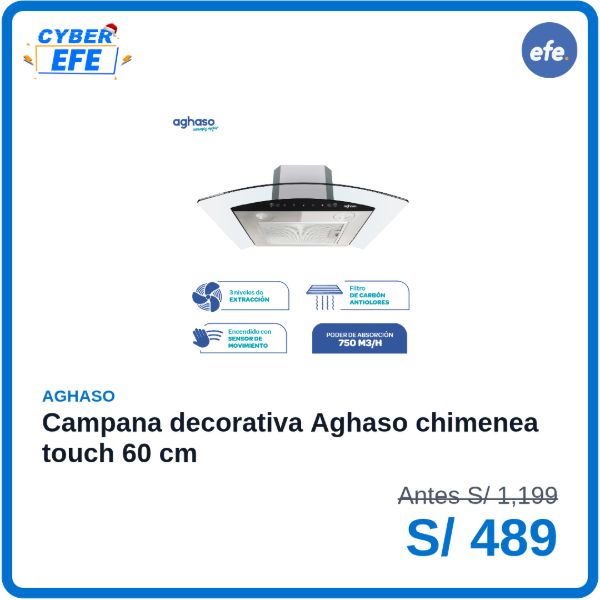 CYBER
EFE
efe.
aghaso
3 niveles de
EXTRACCIÓN
Filtro
DE CARBÓN
ANTIOLORES
Encendido con
SENSOR DE
MOVIMIENTO
PODER DE ABSORCIÓN
750 M3/H
AGHASO
Campana decorativa Aghaso chimenea
touch 60 cm
Antes S/ 1,199
S/ 489